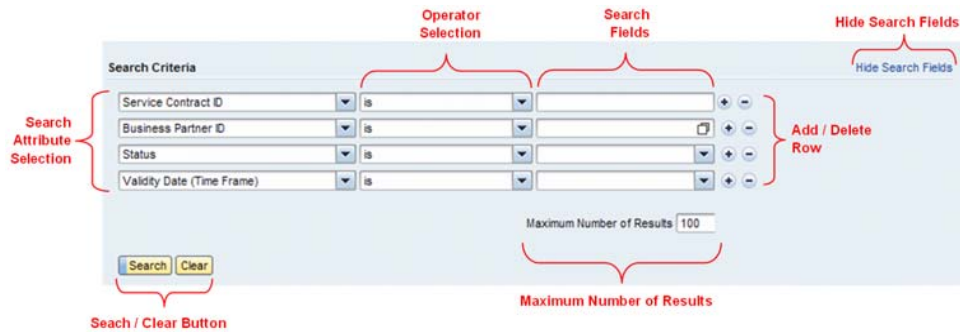 Operator
Selection
Search
Fields
Hide Search Fields
Search Criteria
Hide Search Fields
Search
Attribute
Selection
Service Contract ID is
Business Partner ID is
Status is
Validity Date (Time Frame) is
Add / Delete
Row
Maximum Number of Results 100
Search Clear
Maximum Number of Results
Seach / Clear Button